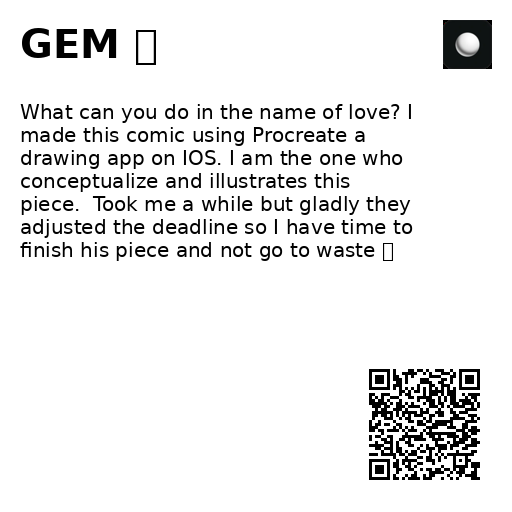 GEM
What can you do in the name of love? I
made this comic using Procreate a
drawing app on IOS. I am the one who
conceptualize and illustrates this
piece.  Took me a while but gladly they
adjusted the deadline so I have time to
finish his piece and not go to waste